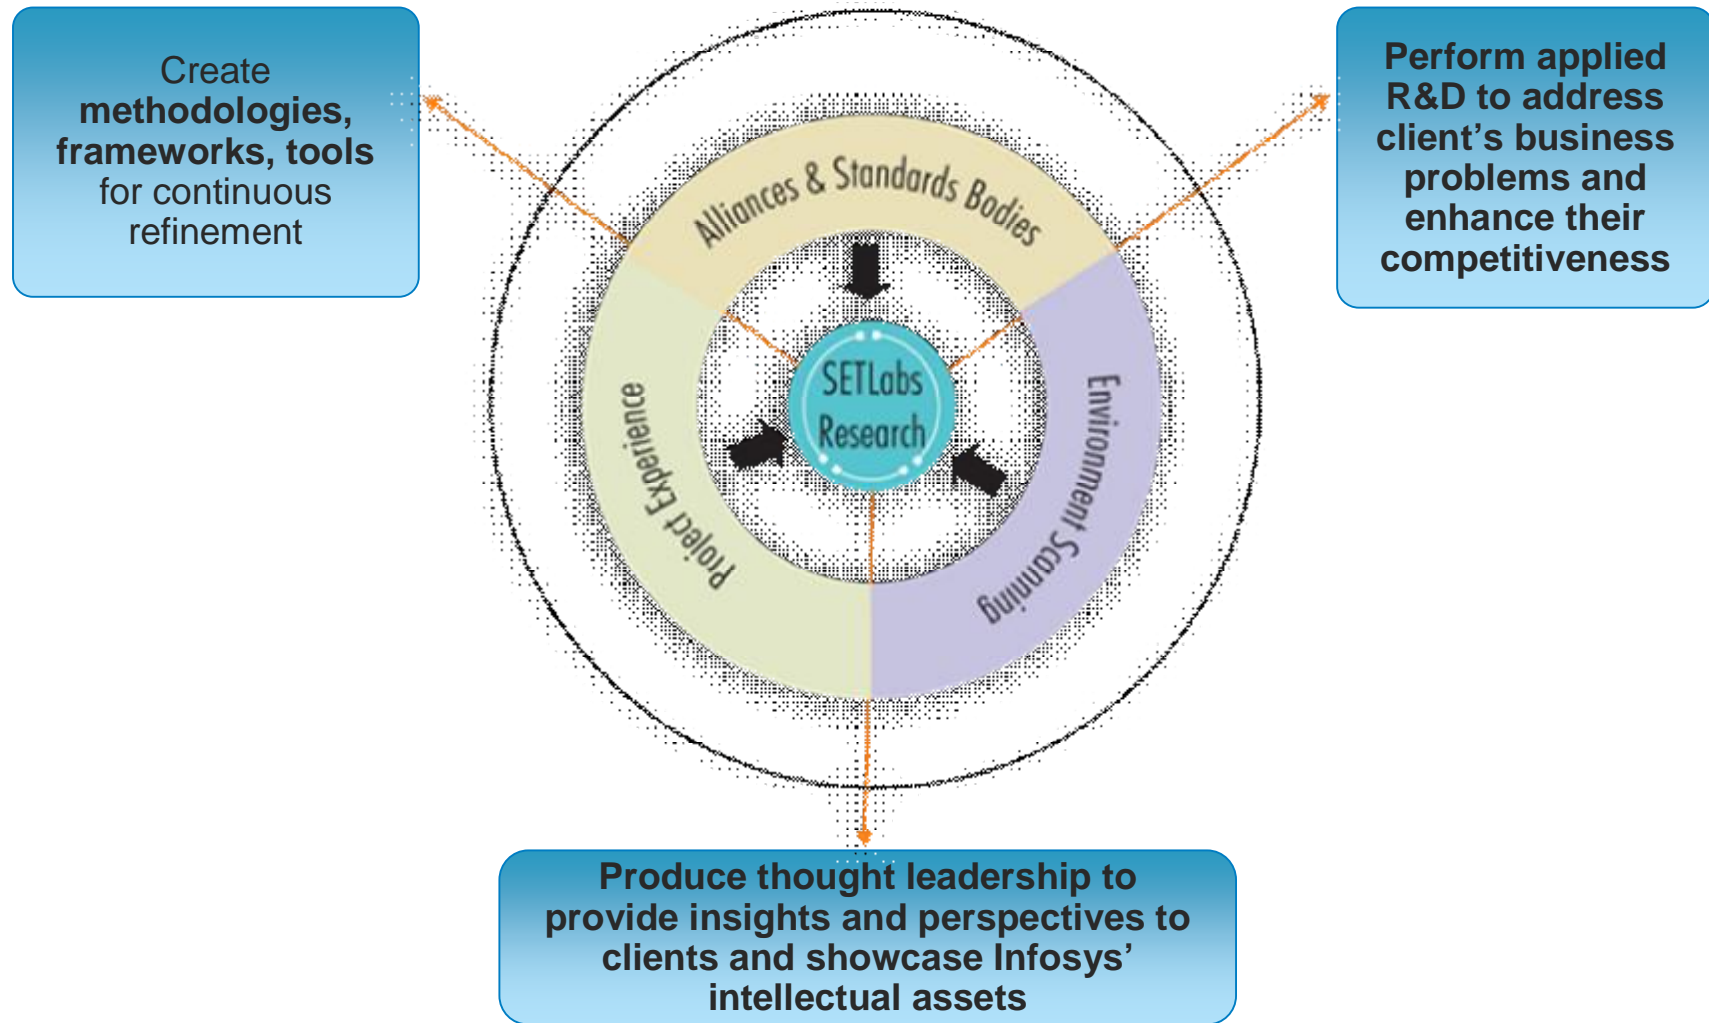 Create
methodologies,
frameworks, tools
for continuous
refinement
Perform applied
R&D to address
client’s business
problems and
enhance their
competitiveness
Alliances & Standards Bodies
SETLabs
Research
Project Experience
Environment Scanning
Produce thought leadership to
provide insights and perspectives to
clients and showcase Infosys’
intellectual assets